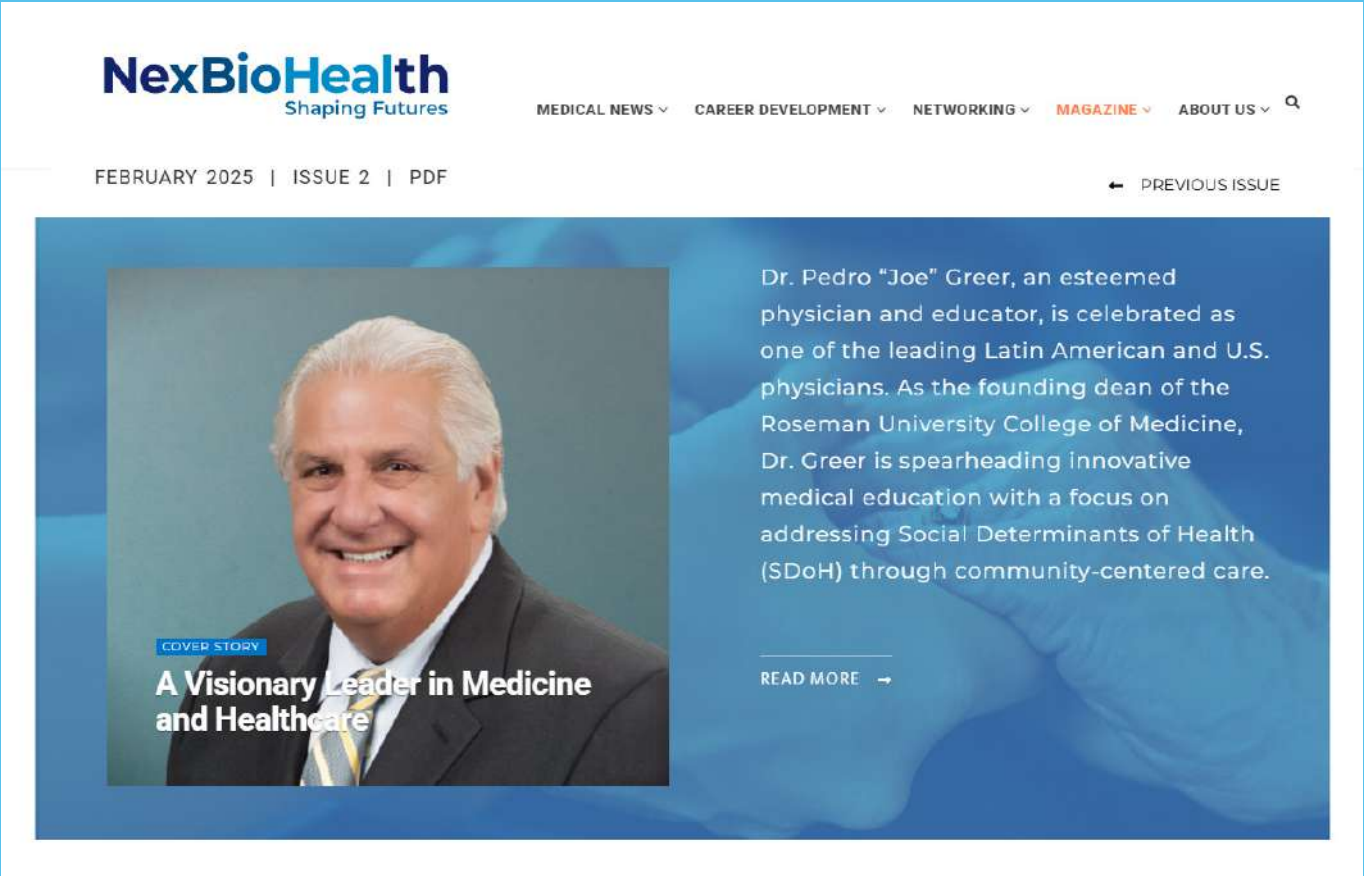 NexBioHealth
Shaping Futures
MEDICAL NEWS
CAREER DEVELOPMENT
NETWORKING
MAGAZINE
ABOUT US
FEBRUARY 2025 | ISSUE 2 | PDF
PREVIOUS ISSUE
COVER STORY
A Visionary Leader in Medicine
and Healthcare
Dr. Pedro “Joe” Greer, an esteemed
physician and educator, is celebrated as
one of the leading Latin American and U.S.
physicians. As the founding dean of the
Roseman University College of Medicine,
Dr. Greer is spearheading innovative
medical education with a focus on
addressing Social Determinants of Health
(SDoH) through community-centered care.
READ MORE